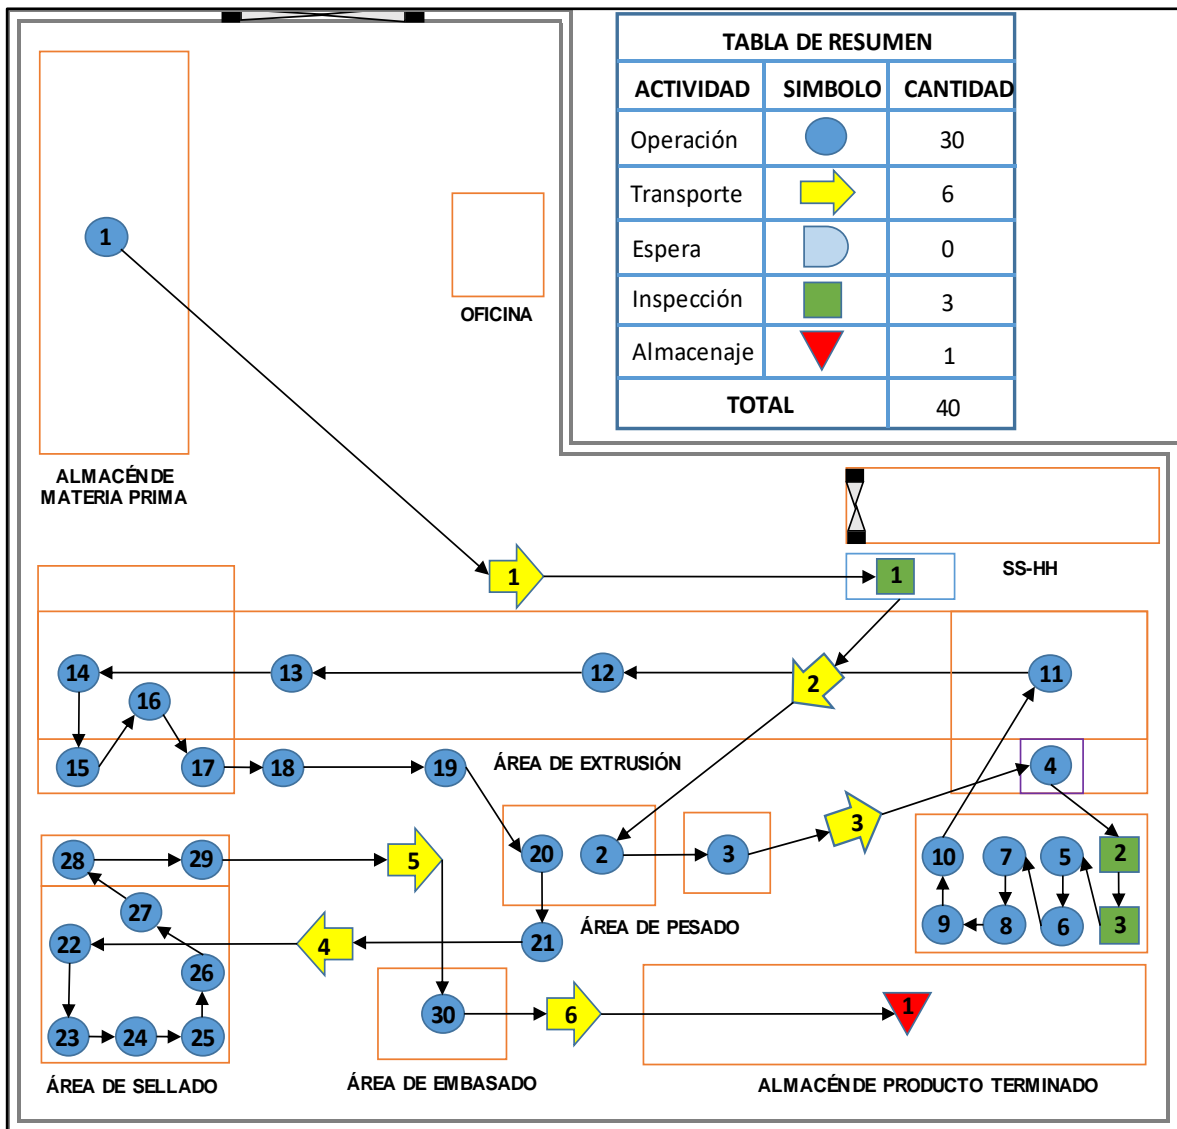 TABLA DE RESUMEN
ACTIVIDAD SIMBOLO CANTIDAD
Operación 30
Transporte 6
Espera 0
Inspección 3
Almacenaje 1
TOTAL 40
1
OFICINA
ALMACÉN DE
MATERIA PRIMA
1
1
SS-HH
14
13
12
2
11
16
15
17
18
19
ÁREA DE EXTRUSIÓN
4
3
28
29
5
20
2
3
10
7
5
2
27
9
8
6
3
ÁREA DE PESADO
22
4
21
26
23
24
25
30
6
1
ÁREA DE SELLADO
ÁREA DE EMBASADO
ALMACÉN DE PRODUCTO TERMINADO